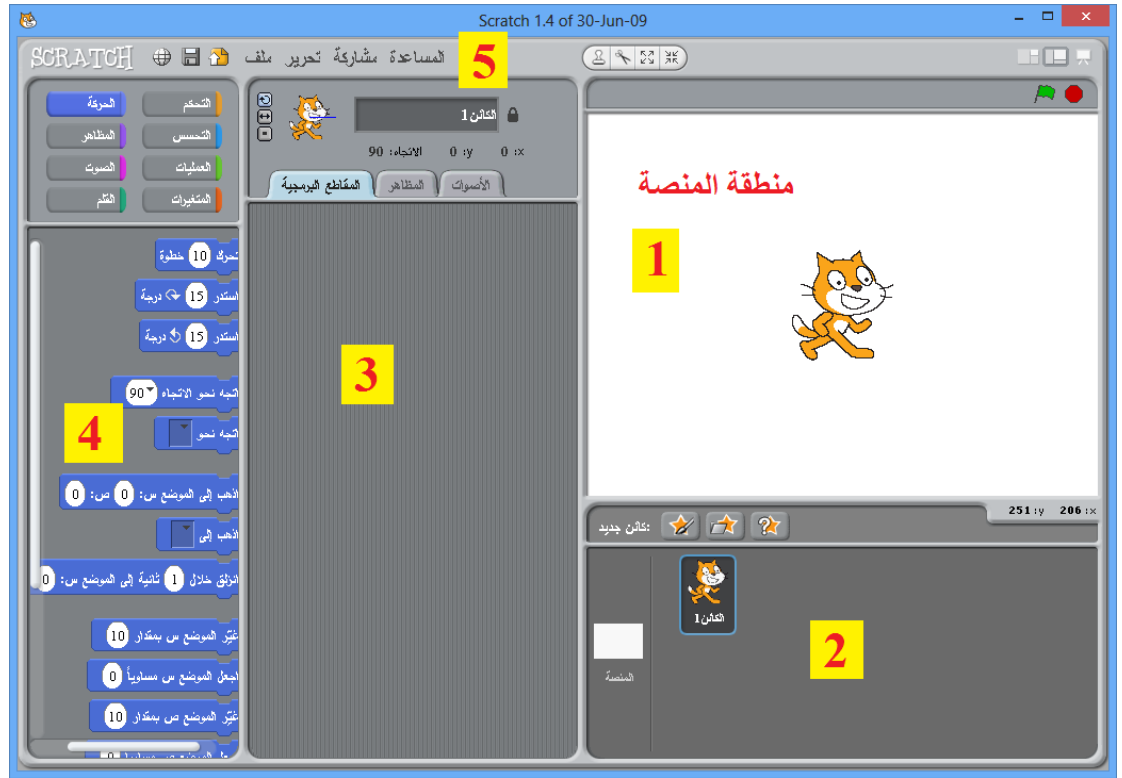 Scratch 1.4 of 30-Jun-09
SCRATCH ملف تحرير مشاركة المساعدة
5
الحركة التحكم
المظاهر التحسس
الصوت العمليات
القلم المتغيرات
الكائن1
x: 0 y: 0 الاتجاه: 90
المقاطع البرمجية المظاهر الأصوات
تحرك 10 خطوة
استدر 15 درجة
استدر 15 درجة
اتجه نحو الاتجاه 90
اتجه نحو
اذهب إلى الموضع س: 0 ص: 0
اذهب إلى
انزلق خلال 1 ثانية إلى الموضع س: 0
غيّر الموضع س بمقدار 10
اجعل الموضع س مساوياً 0
غيّر الموضع ص بمقدار 10
4
3
منطقة المنصة
1
x: 206 y: 251
كائن جديد:
الكائن1
المنصة
2